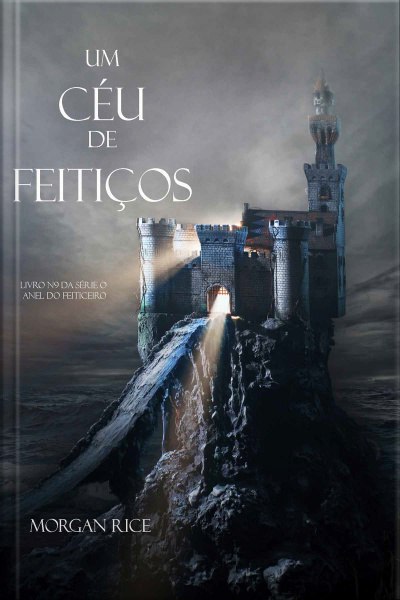 UM
CÉU
DE
FEITIÇOS
LIVRO Nº9 DA SÉRIE O
ANEL DO FEITICEIRO
MORGAN RICE